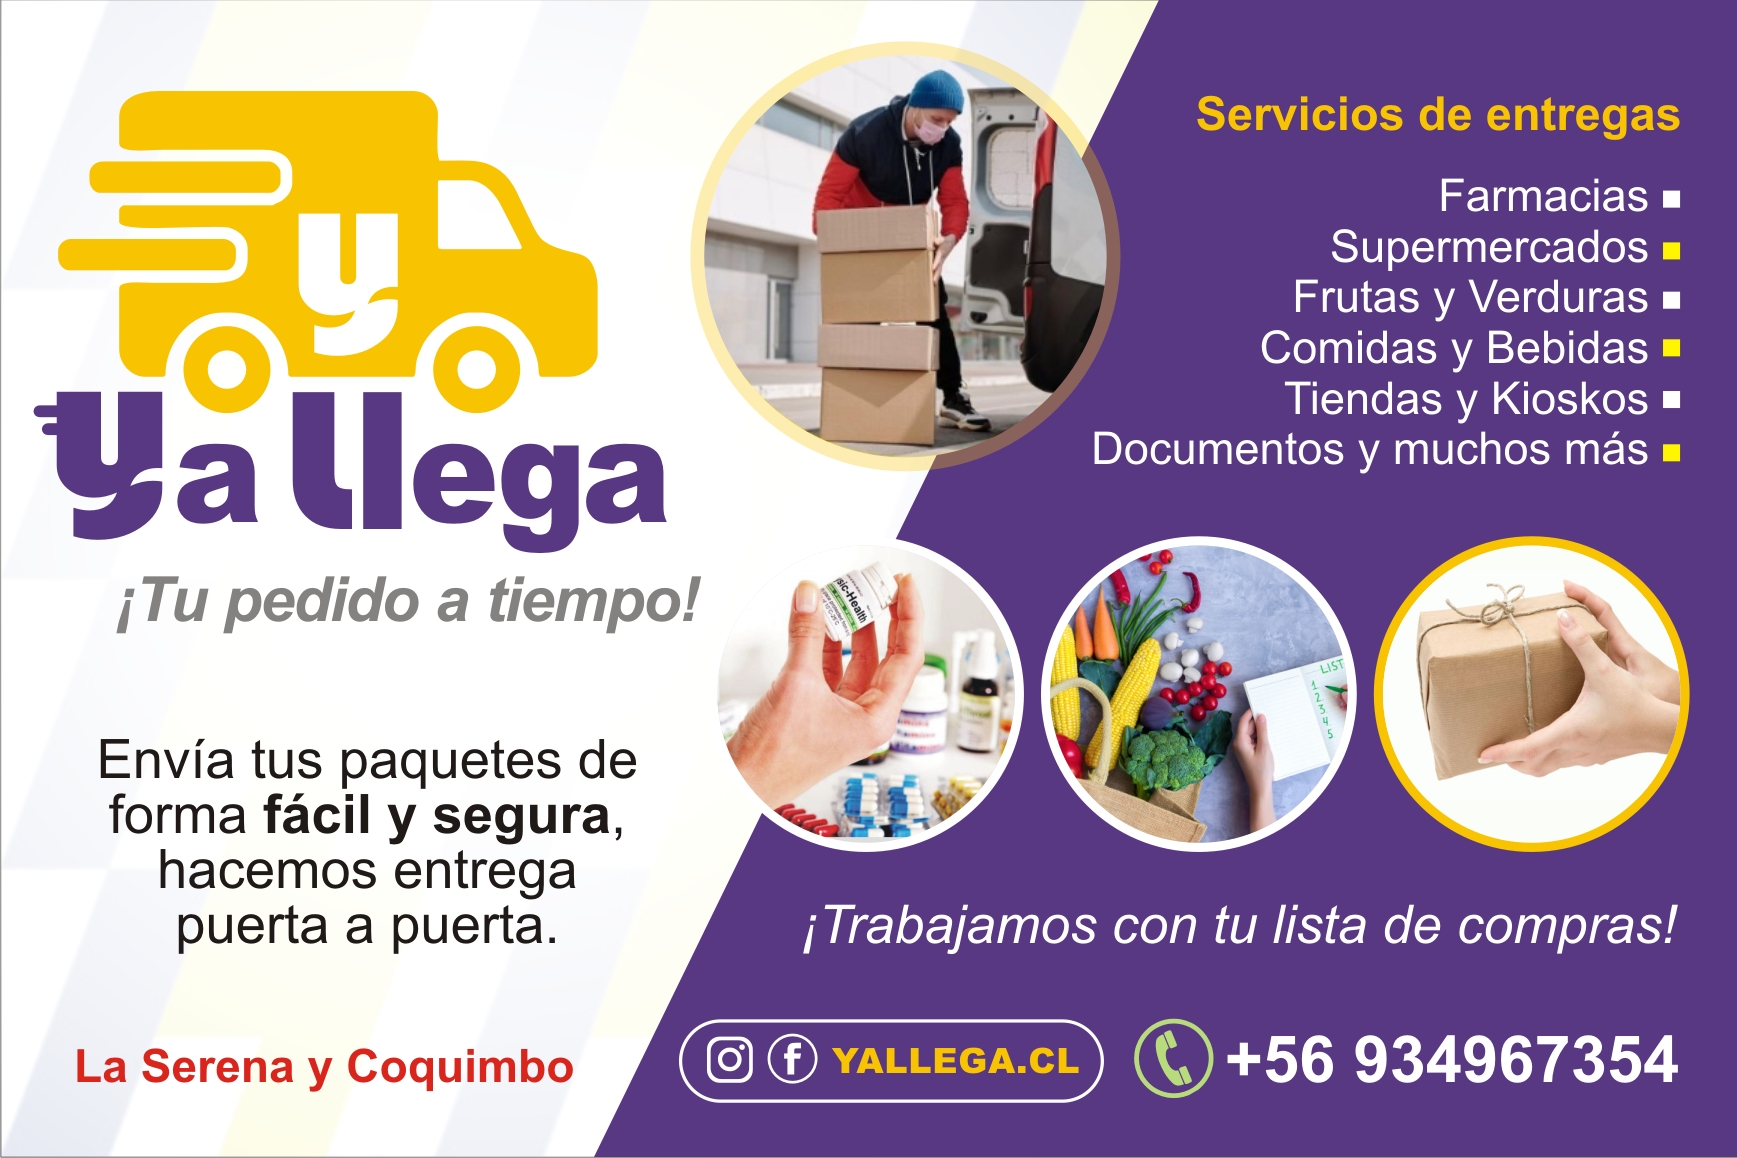 y
Ya llega
¡Tu pedido a tiempo!
Envía tus paquetes de
forma fácil y segura,
hacemos entrega
puerta a puerta.
La Serena y Coquimbo
Servicios de entregas
Farmacias
Supermercados
Frutas y Verduras
Comidas y Bebidas
Tiendas y Kioskos
Documentos y muchos más
sic-Health
LIST
1
2
3
4
5
¡Trabajamos con tu lista de compras!
YALLEGA.CL
+56 934967354